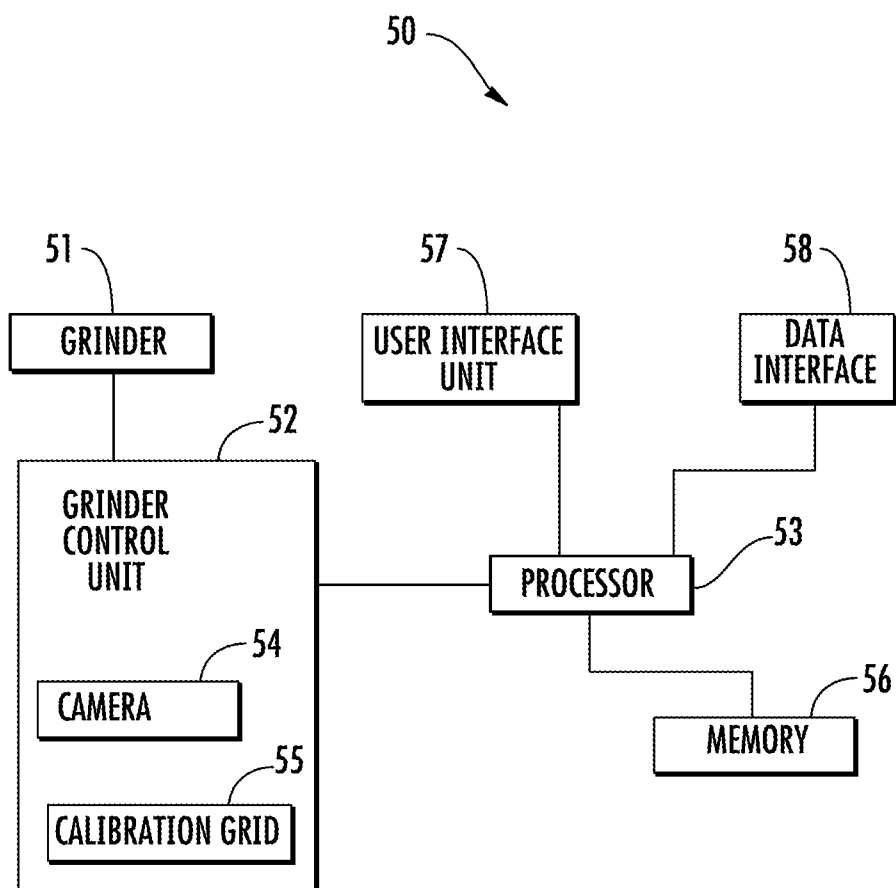 50
51
57
58
GRINDER
USER INTERFACE
UNIT
DATA
INTERFACE
52
GRINDER
CONTROL
UNIT
53
PROCESSOR
54
CAMERA
56
MEMORY
55
CALIBRATION GRID